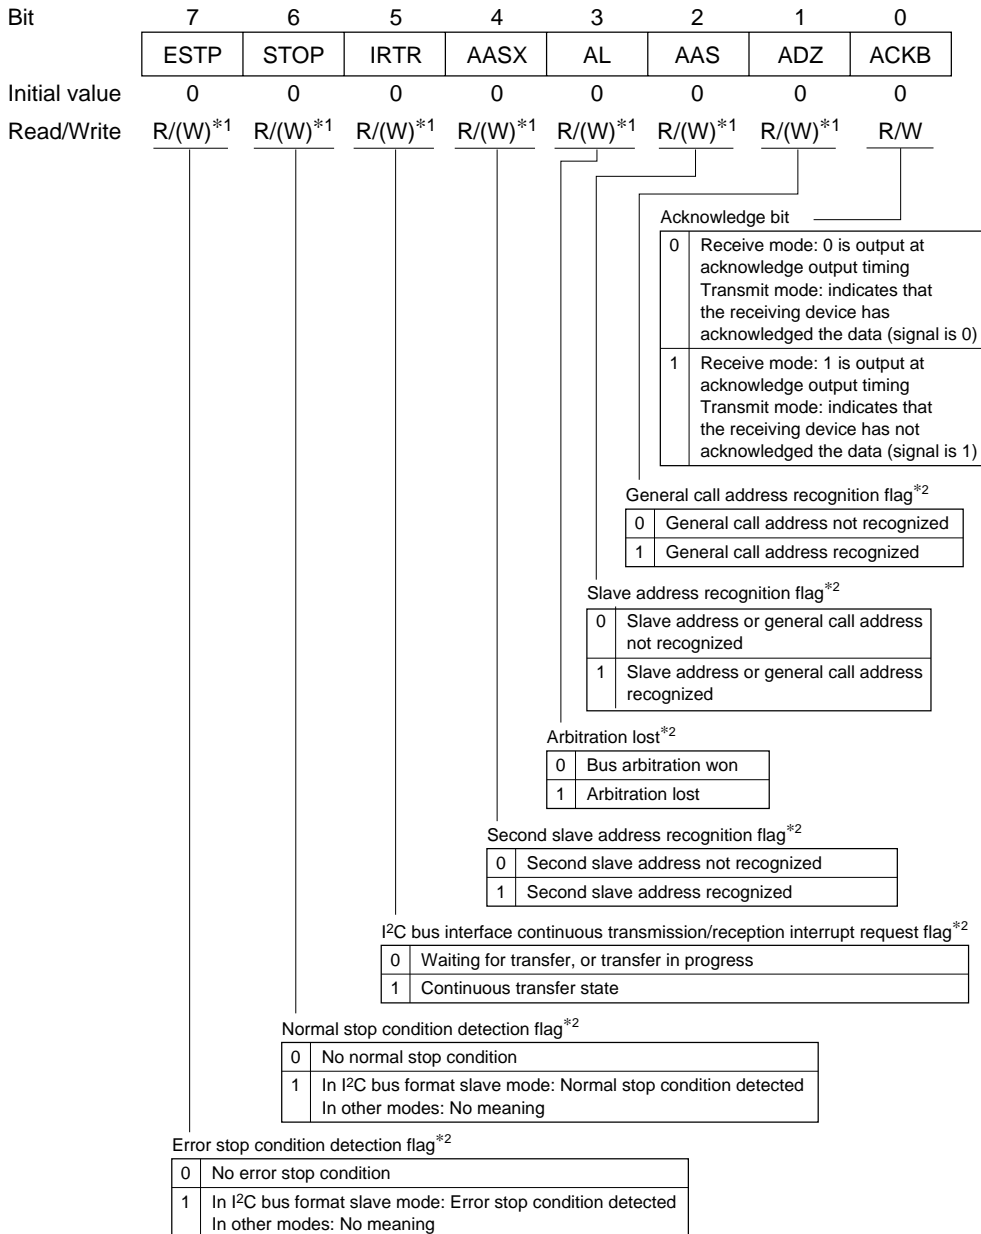 Bit 7 6 5 4 3 2 1 0
ESTP STOP IRTR AASX AL AAS ADZ ACKB
Initial value 0 0 0 0 0 0 0 0
Read/Write R/(W)*1 R/(W)*1 R/(W)*1 R/(W)*1 R/(W)*1 R/(W)*1 R/(W)*1 R/W
Acknowledge bit
0 Receive mode: 0 is output at
acknowledge output timing
Transmit mode: indicates that
the receiving device has
acknowledged the data (signal is 0)
1 Receive mode: 1 is output at
acknowledge output timing
Transmit mode: indicates that
the receiving device has not
acknowledged the data (signal is 1)
General call address recognition flag*2
0 General call address not recognized
1 General call address recognized
Slave address recognition flag*2
0 Slave address or general call address
not recognized
1 Slave address or general call address
recognized
Arbitration lost*2
0 Bus arbitration won
1 Arbitration lost
Second slave address recognition flag*2
0 Second slave address not recognized
1 Second slave address recognized
I2C bus interface continuous transmission/reception interrupt request flag*2
0 Waiting for transfer, or transfer in progress
1 Continuous transfer state
Normal stop condition detection flag*2
0 No normal stop condition
1 In I2C bus format slave mode: Normal stop condition detected
In other modes: No meaning
Error stop condition detection flag*2
0 No error stop condition
1 In I2C bus format slave mode: Error stop condition detected
In other modes: No meaning